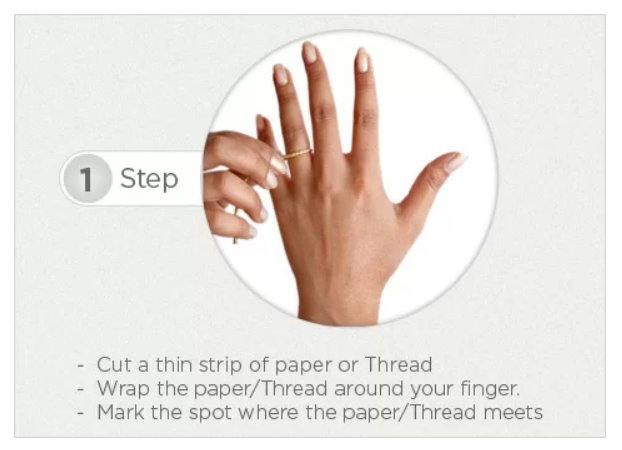 1 Step
- Cut a thin strip of paper or Thread
- Wrap the paper/Thread around your finger.
- Mark the spot where the paper/Thread meets